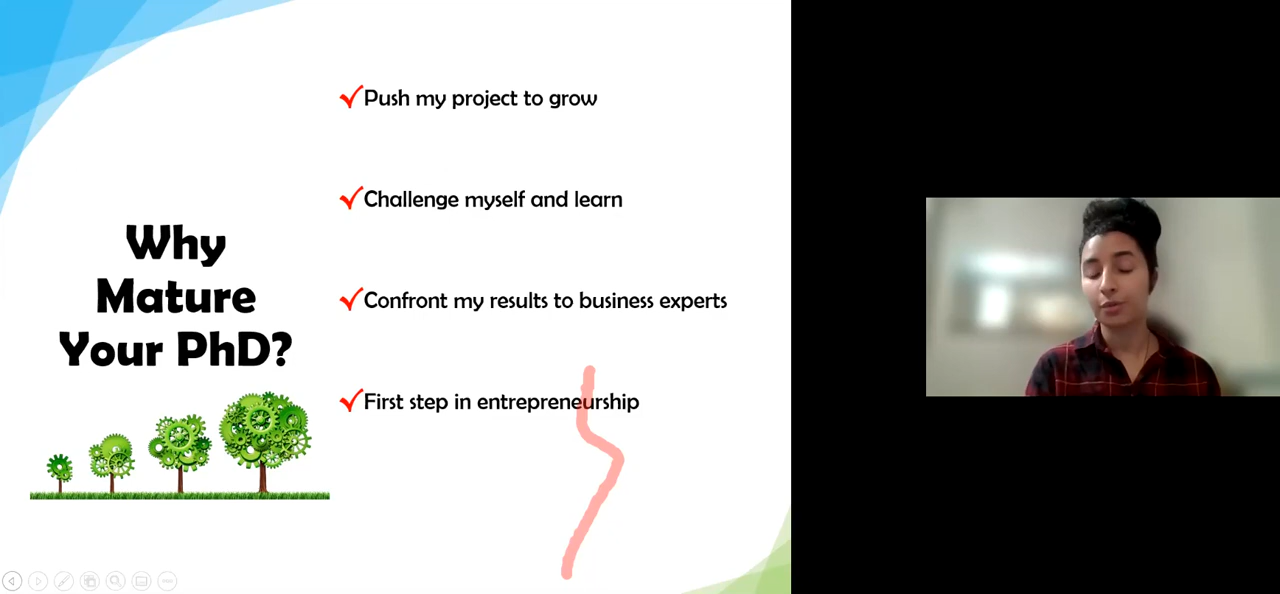 Why
Mature
Your PhD?
Push my project to grow
Challenge myself and learn
Confront my results to business experts
First step in entrepreneurship